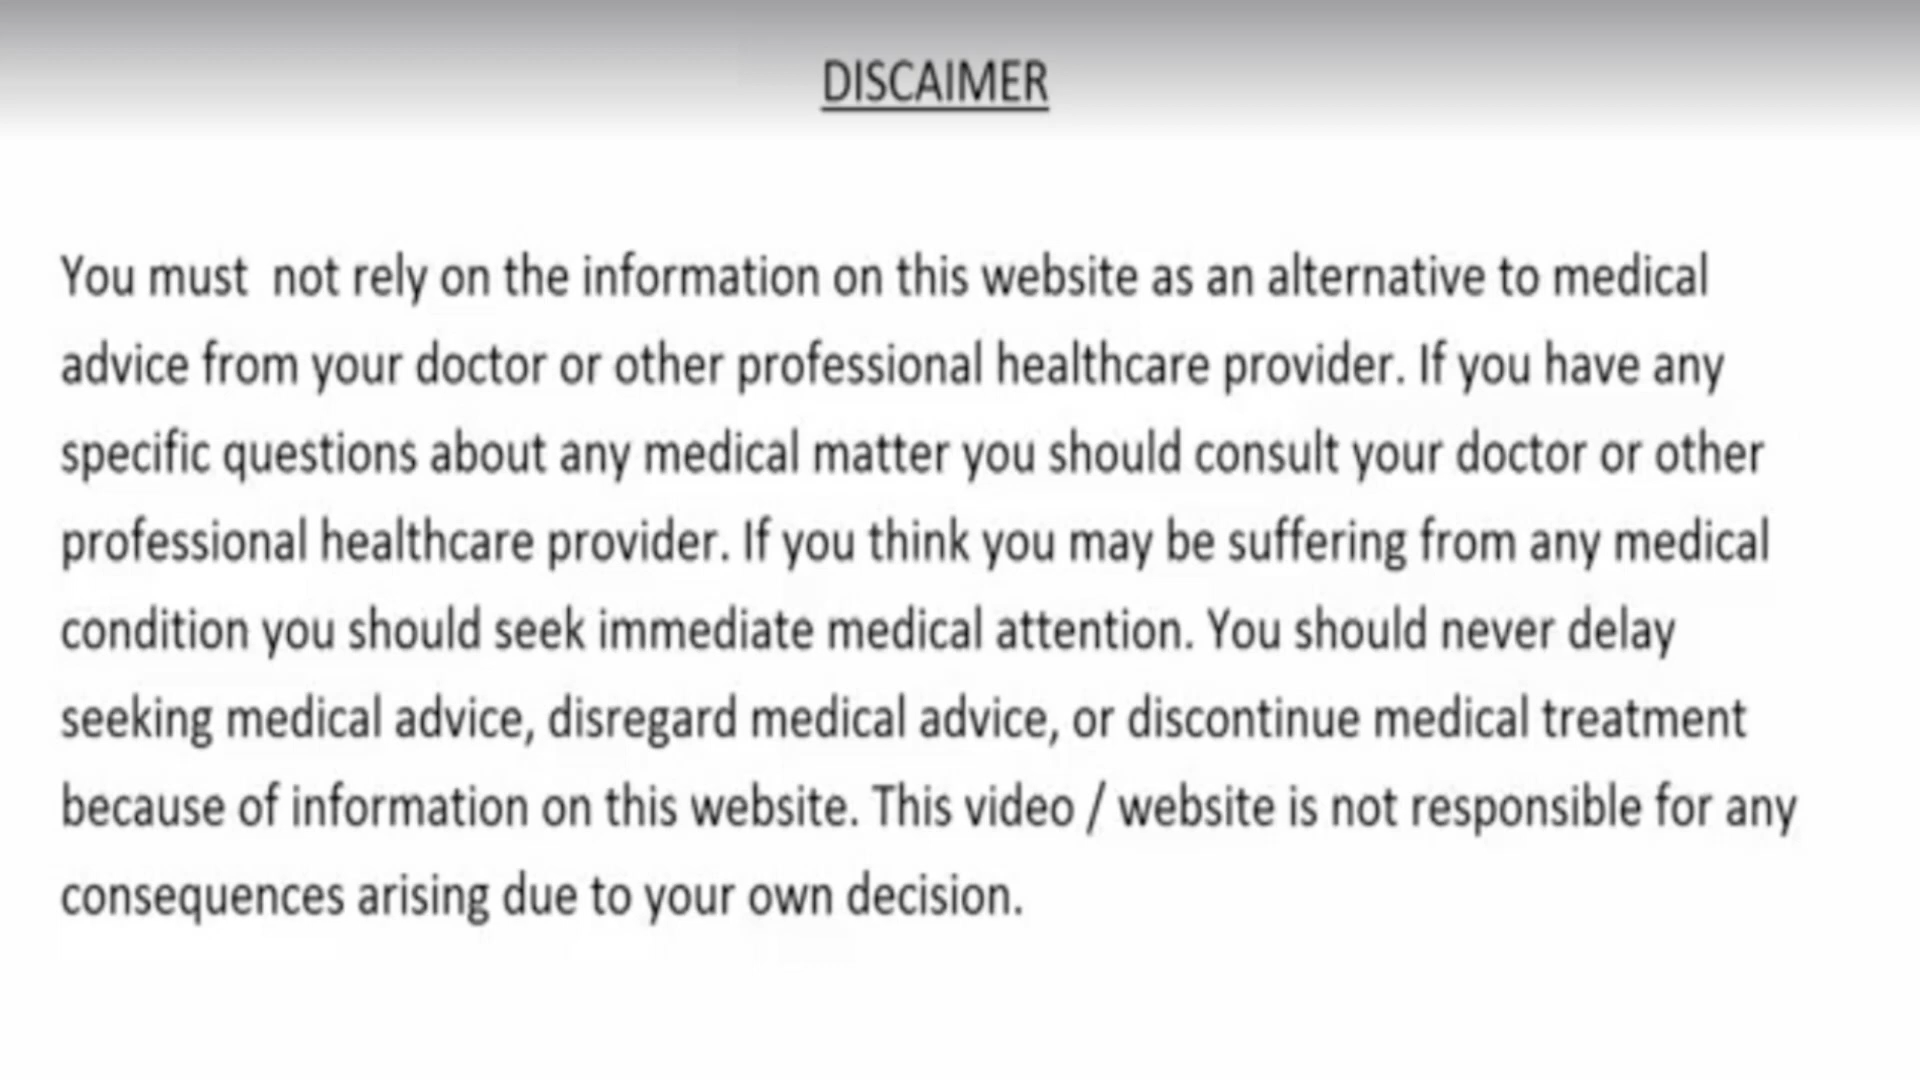 DISCAIMER
You must  not rely on the information on this website as an alternative to medical
advice from your doctor or other professional healthcare provider. If you have any
specific questions about any medical matter you should consult your doctor or other
professional healthcare provider. If you think you may be suffering from any medical
condition you should seek immediate medical attention. You should never delay
seeking medical advice, disregard medical advice, or discontinue medical treatment
because of information on this website. This video / website is not responsible for any
consequences arising due to your own decision.